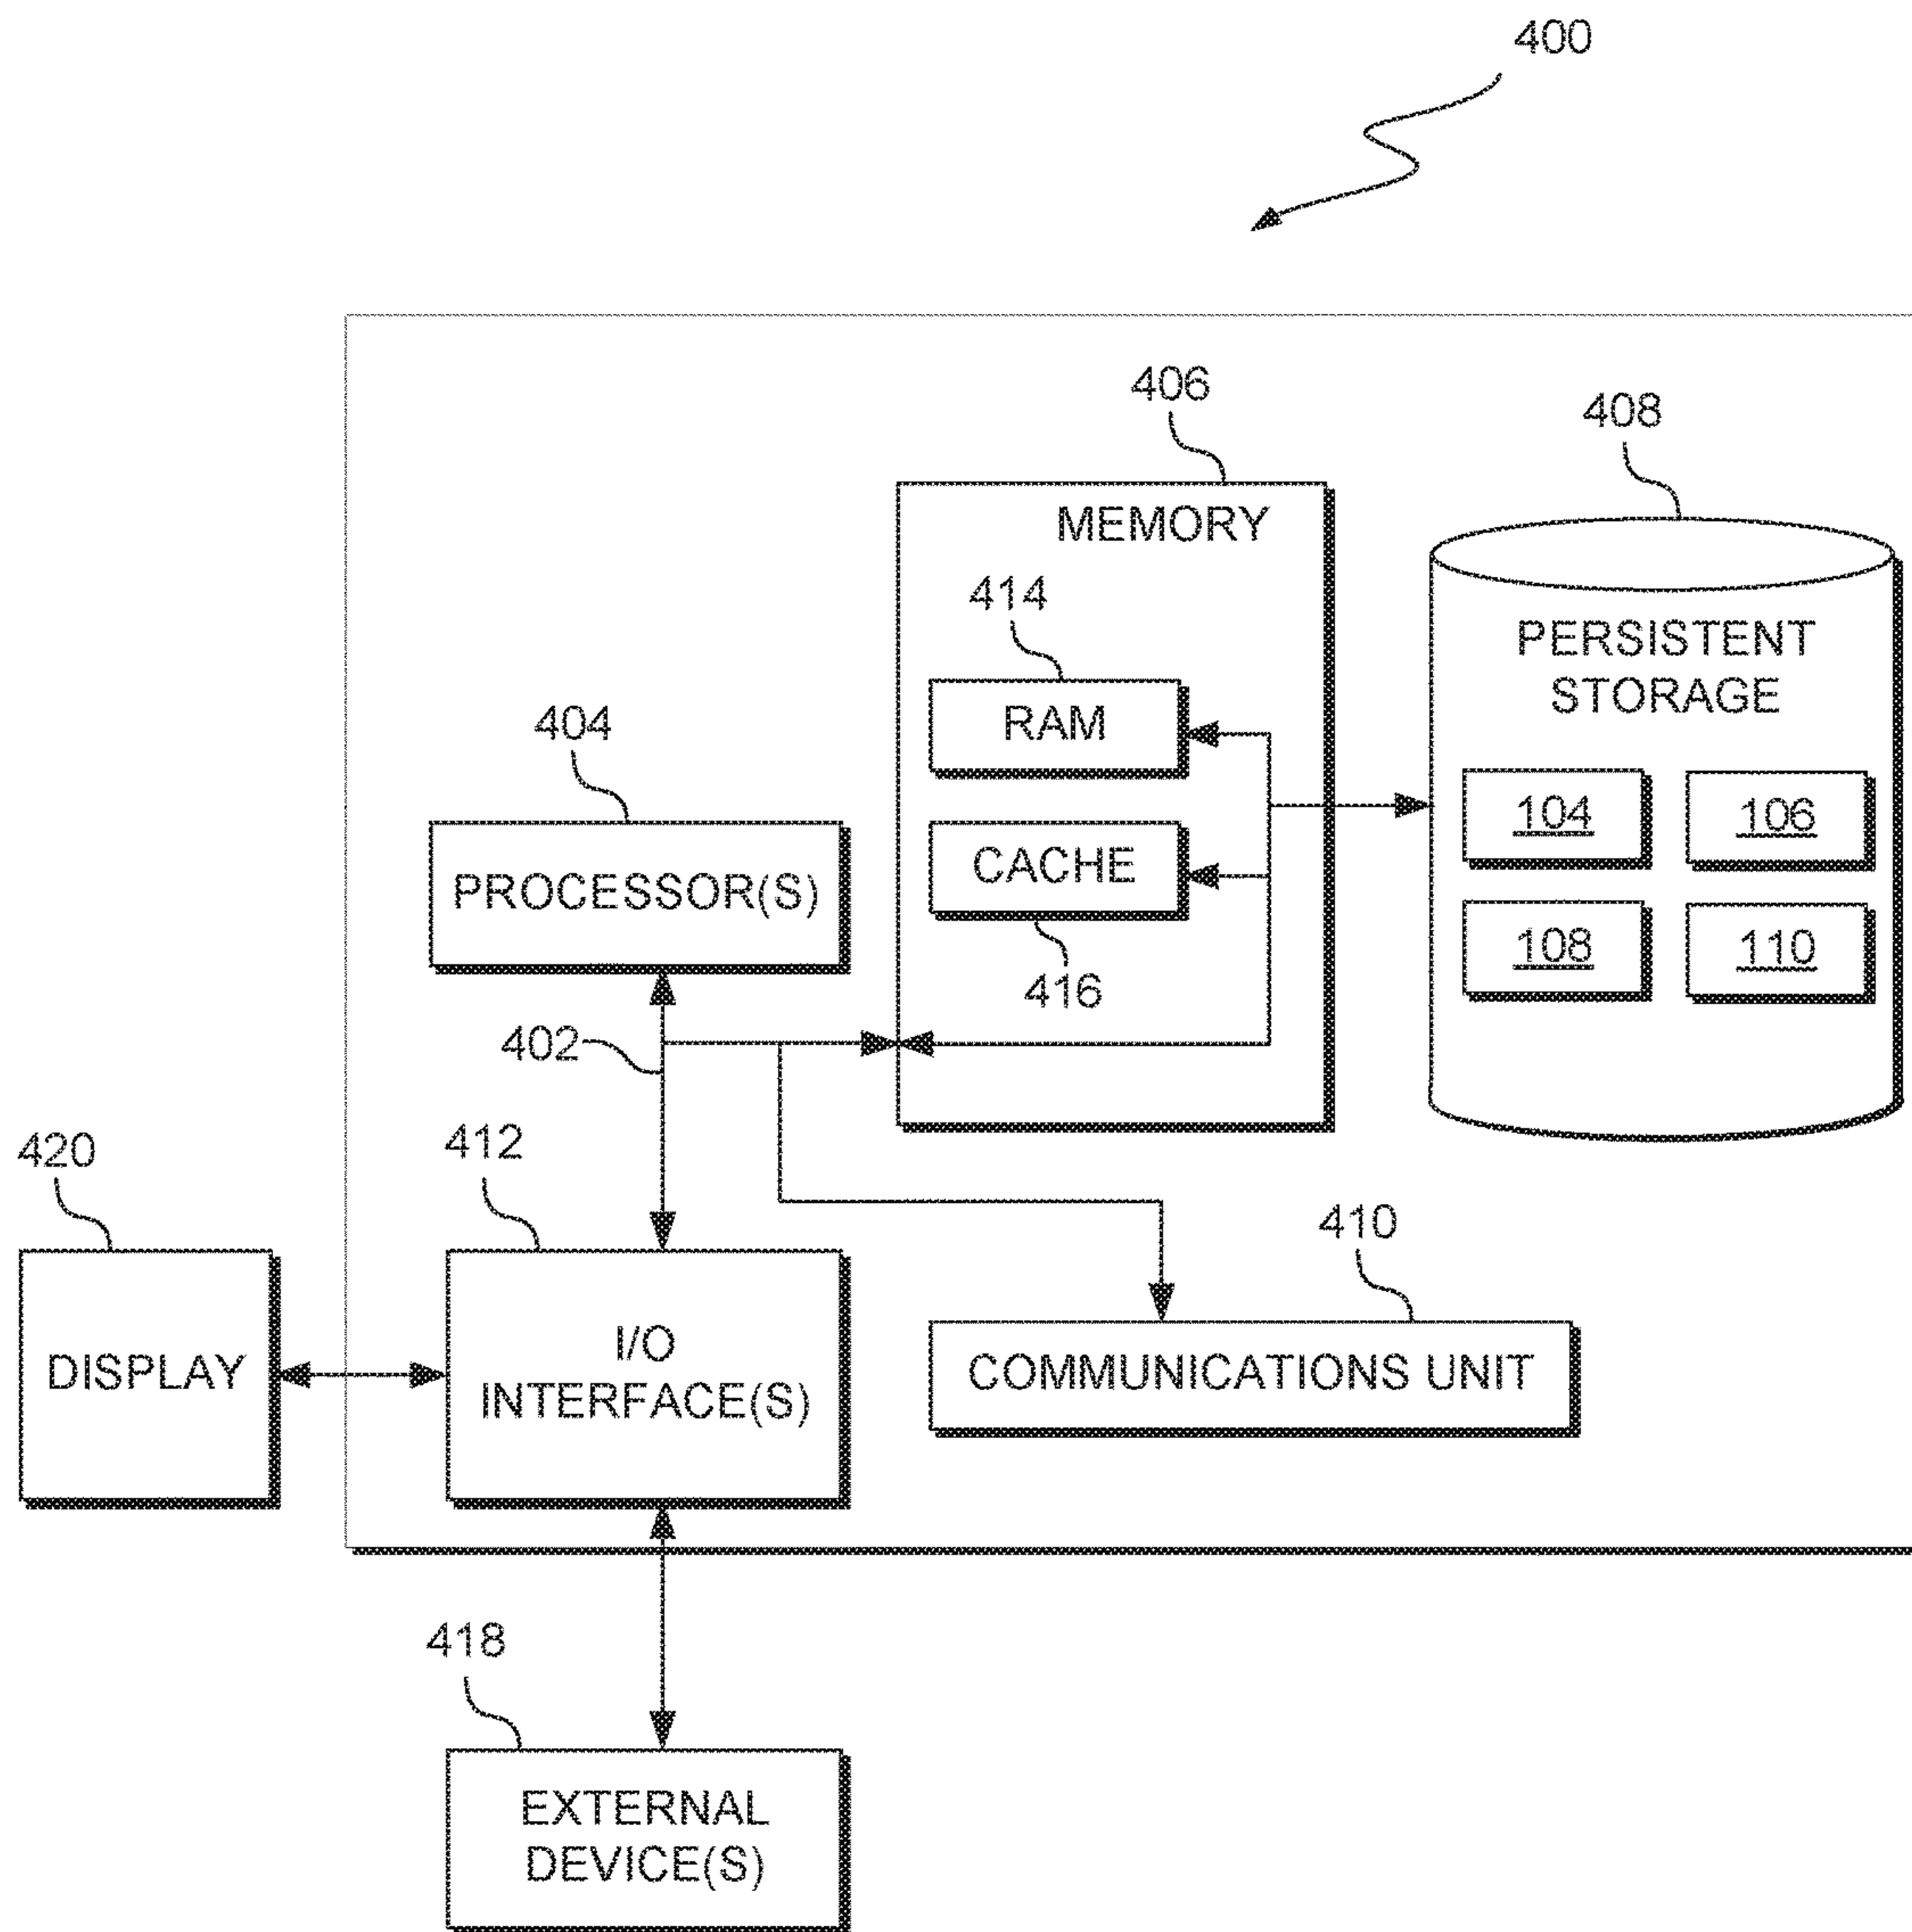 400
406
408
MEMORY
414
PERSISTENT
STORAGE
RAM
404
104
106
CACHE
PROCESSOR(S)
108
110
416
402
412
420
410
I/O
INTERFACE(S)
DISPLAY
COMMUNICATIONS UNIT
418
EXTERNAL
DEVICE(S)